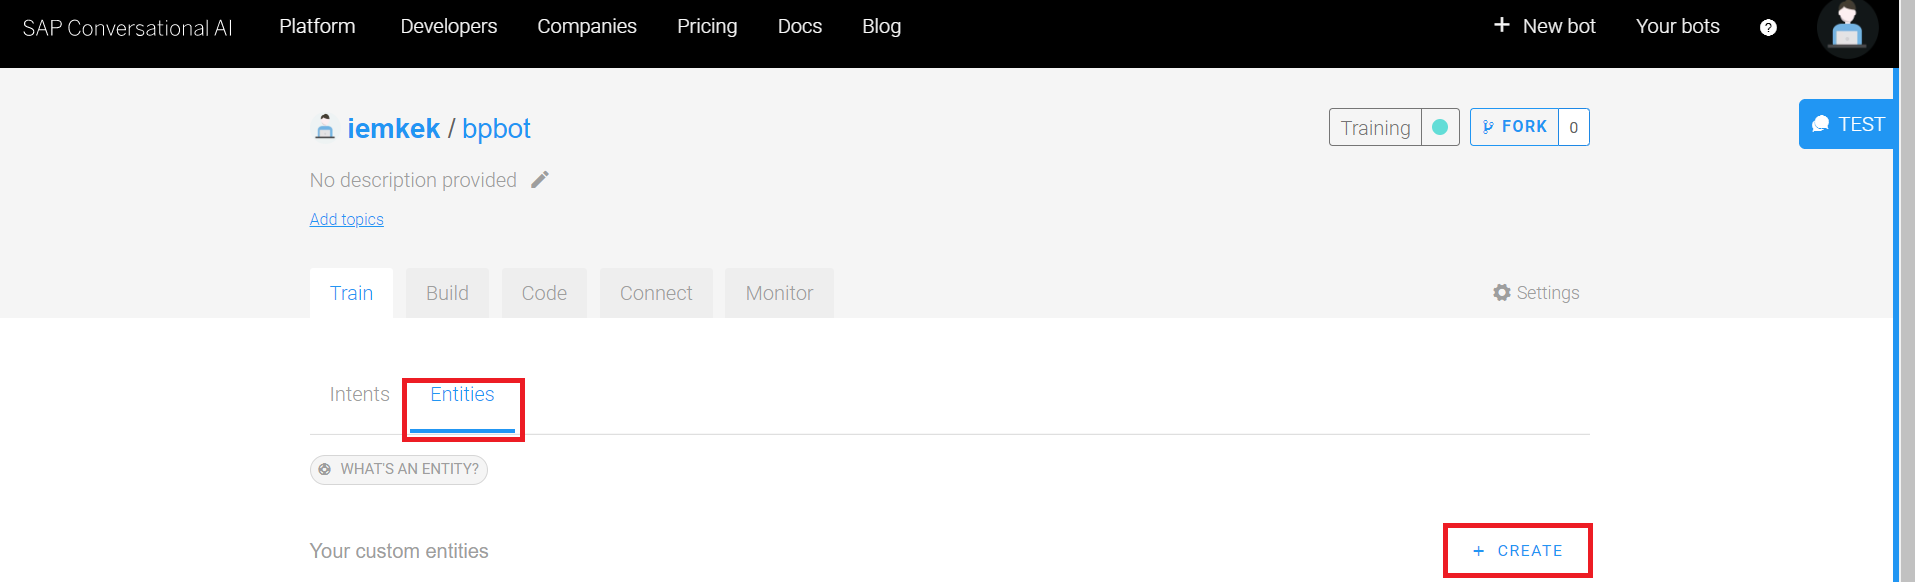 SAP Conversational AI Platform Developers Companies Pricing Docs Blog + New bot Your bots ?
iemkek / bpbot Training FORK 0 TEST
No description provided
Add topics
Train Build Code Connect Monitor Settings
Intents Entities
WHAT'S AN ENTITY?
Your custom entities + CREATE